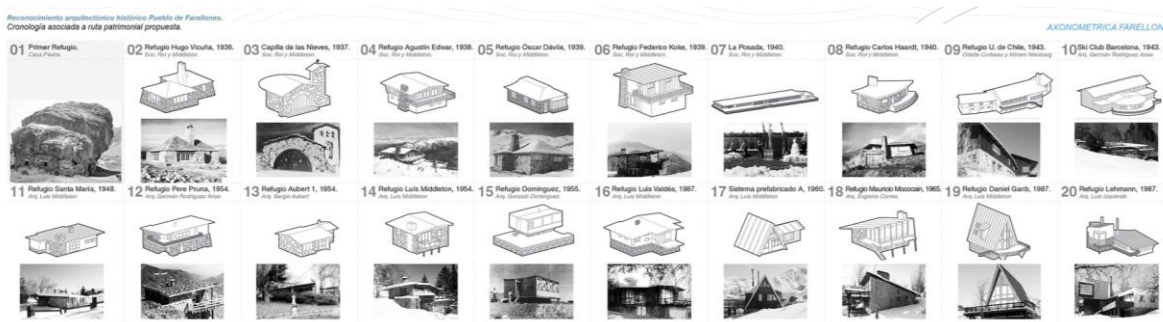 Reconocimiento arquitectónico histórico Pueblo de Farallones.
Cronología asociada a ruta patrimonial propuesta.
AXONOMETRICA FARELLON
01 Primer Refugio.
Casa Piedra.
02 Refugio Hugo Vicuña, 1936.
Soc. Roi y Middleton.
03 Capilla de las Nieves, 1937.
Soc. Roi y Middleton.
04 Refugio Agustin Edwar, 1938.
Soc. Roi y Middleton.
05 Refugio Óscar Dávila, 1939.
Soc. Roi y Middleton.
06 Refugio Federico Koke, 1939.
Soc. Roi y Middleton.
07 La Posada, 1940.
Soc. Roi y Middleton.
08 Refugio Carlos Haardt, 1940.
Soc. Roi y Middleton.
09 Refugio U. de Chile, 1943.
Odette Corbeau y Miriam Waisberg
10 Ski Club Barcelona, 1943.
Arq. Germán Rodríguez Arias
11 Refugio Santa María, 1948.
Arq. Luis Middleton
12 Refugio Pere Pruna, 1954.
Arq. Germán Rodríguez Arias
13 Refugio Aubert 1, 1954.
Arq. Sergio Aubert
14 Refugio Luis Middleton, 1954.
Arq. Luis Middleton
15 Refugio Domínguez, 1955.
Arq. Gonzalo Domínguez
16 Refugio Luis Valdés, 1987.
Arq. Luis Middleton
17 Sistema prefabricado A, 1960.
Arq. Luis Middleton
18 Refugio Mauricio Mococain, 1965.
Arq. Eugenio Correa
19 Refugio Daniel Garib, 1987.
Arq. Luis Middleton
20 Refugio Lehmann, 1987.
Arq. Luis Izquierdo